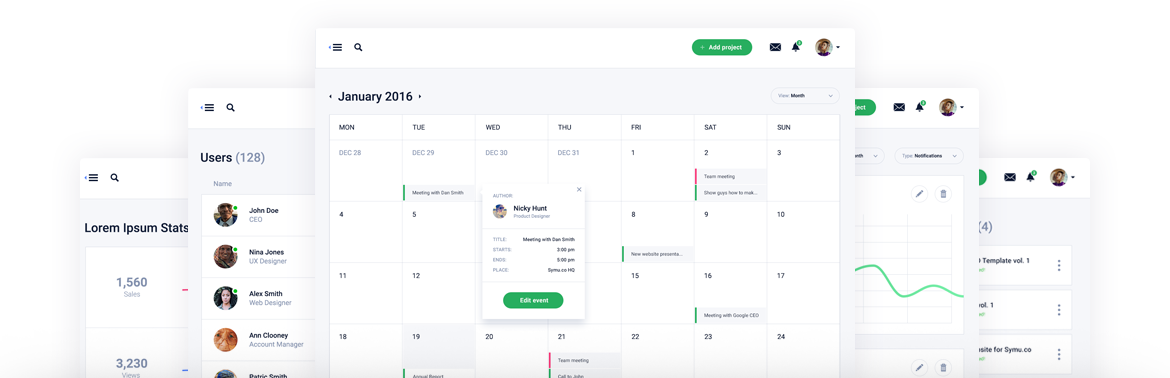 Add project
1
January 2016
View: Month
MON TUE WED THU FRI SAT SUN
DEC 28 DEC 29 DEC 30 DEC 31 1 2 3
Team meeting
Meeting with Dan Smith
Show guys how to mak...
4 5 8 9 10
New website presenta...
11 12 15 16 17
Meeting with Google CEO
18 19 20 21 22 23 24
Team meeting
Annual Report
Call to John
AUTHOR:
Nicky Hunt
Product Designer
TITLE: Meeting with Dan Smith
STARTS: 3:00 pm
ENDS: 5:00 pm
PLACE: Symu.co HQ
Edit event
Users (128)
Name
John Doe
CEO
Nina Jones
UX Designer
Alex Smith
Web Designer
Ann Clooney
Account Manager
Patric Smith
Lorem Ipsum Stats
1,560
Sales
3,230
Views
ject
onth
Type: Notifications
(4)
Template vol. 1
vol. 1
site for Symu.co